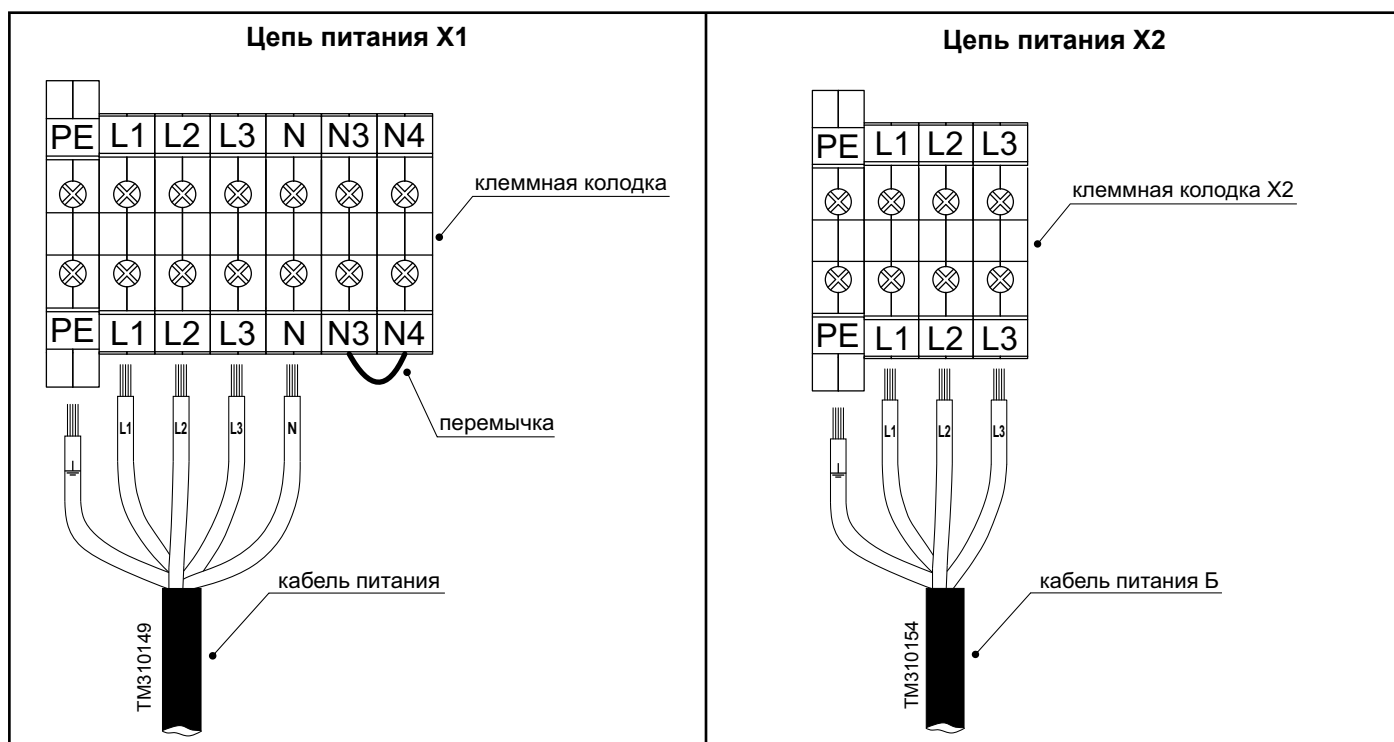 Цепь питания X1
PE L1 L2 L3 N N3 N4
клеммная колодка
PE L1 L2 L3 N N3 N4
перемычка
L1 L2 L3 N
кабель питания
TM310149
Цепь питания X2
PE L1 L2 L3
клеммная колодка X2
PE L1 L2 L3
L1 L2 L3
кабель питания Б
TM310154